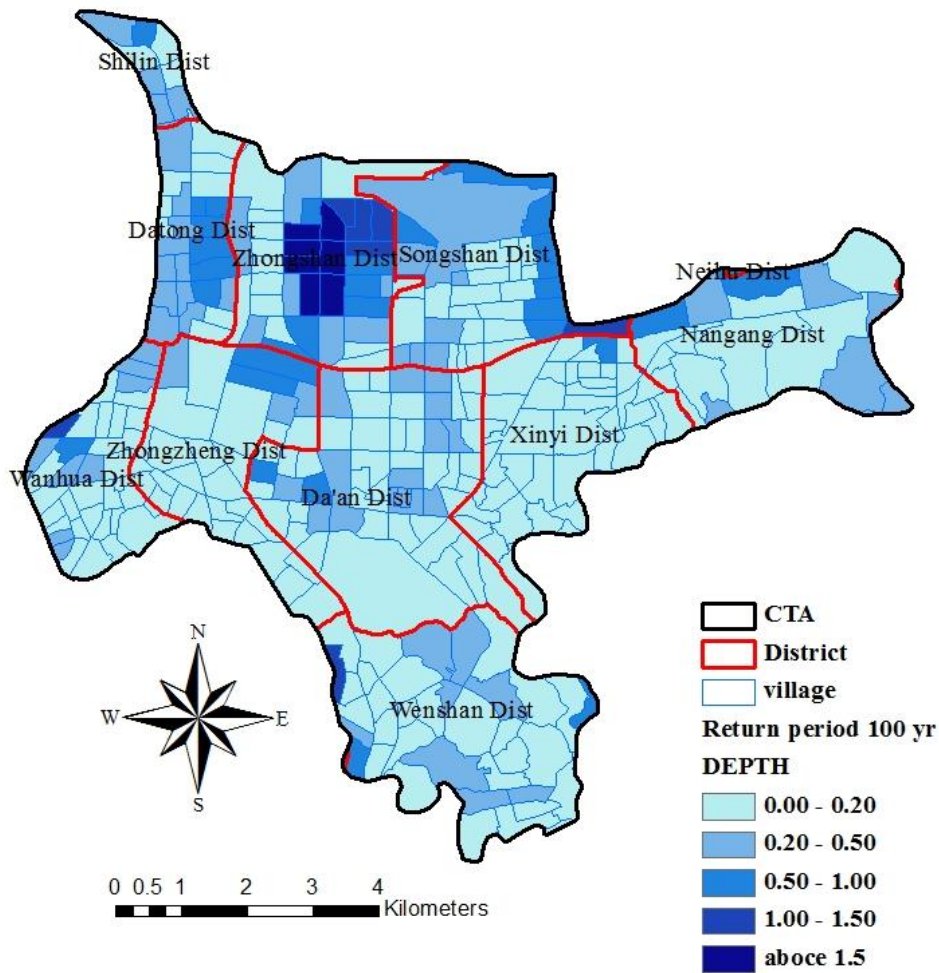 Shilin Dist
Datong Dist
Zhongshan Dist
Songshan Dist
Neihu Dist
Nangang Dist
Xinyi Dist
Zhongzheng Dist
Wanhua Dist
Da'an Dist
Wenshan Dist
N
W
E
S
0 0.5 1 2 3 4
Kilometers
CTA
District
village
Return period 100 yr
DEPTH
0.00 - 0.20
0.20 - 0.50
0.50 - 1.00
1.00 - 1.50
aboce 1.5